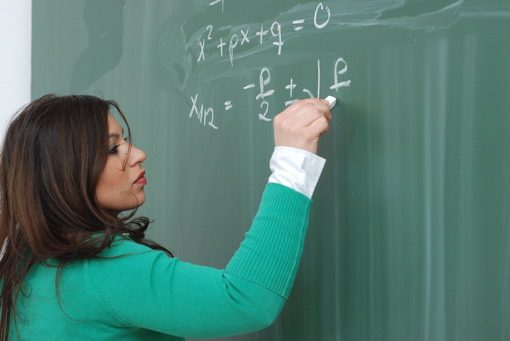 x² + px + q = 0
x₁/₂ = -p/2 ± √p